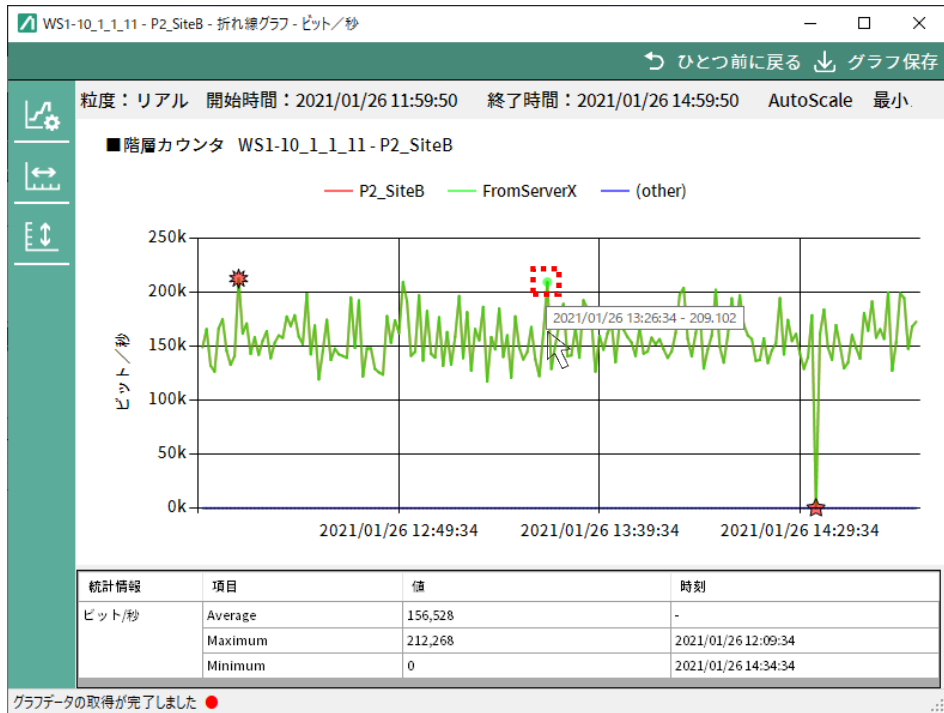 WS1-10_1_1_11 - P2_SiteB - 折れ線グラフ - ビット／秒
ひとつ前に戻る グラフ保存
粒度：リアル 開始時間：2021/01/26 11:59:50 終了時間：2021/01/26 14:59:50 AutoScale 最小
■階層カウンタ WS1-10_1_1_11 - P2_SiteB
P2_SiteB FromServerX (other)
250k
200k
2021/01/26 13:26:34 - 209.102
150k
ビット／秒
100k
50k
0k
2021/01/26 12:49:34 2021/01/26 13:39:34 2021/01/26 14:29:34
統計情報 項目 値 時刻
ビット/秒 Average 156,528 -
Maximum 212,268 2021/01/26 12:09:34
Minimum 0 2021/01/26 14:34:34
グラフデータの取得が完了しました